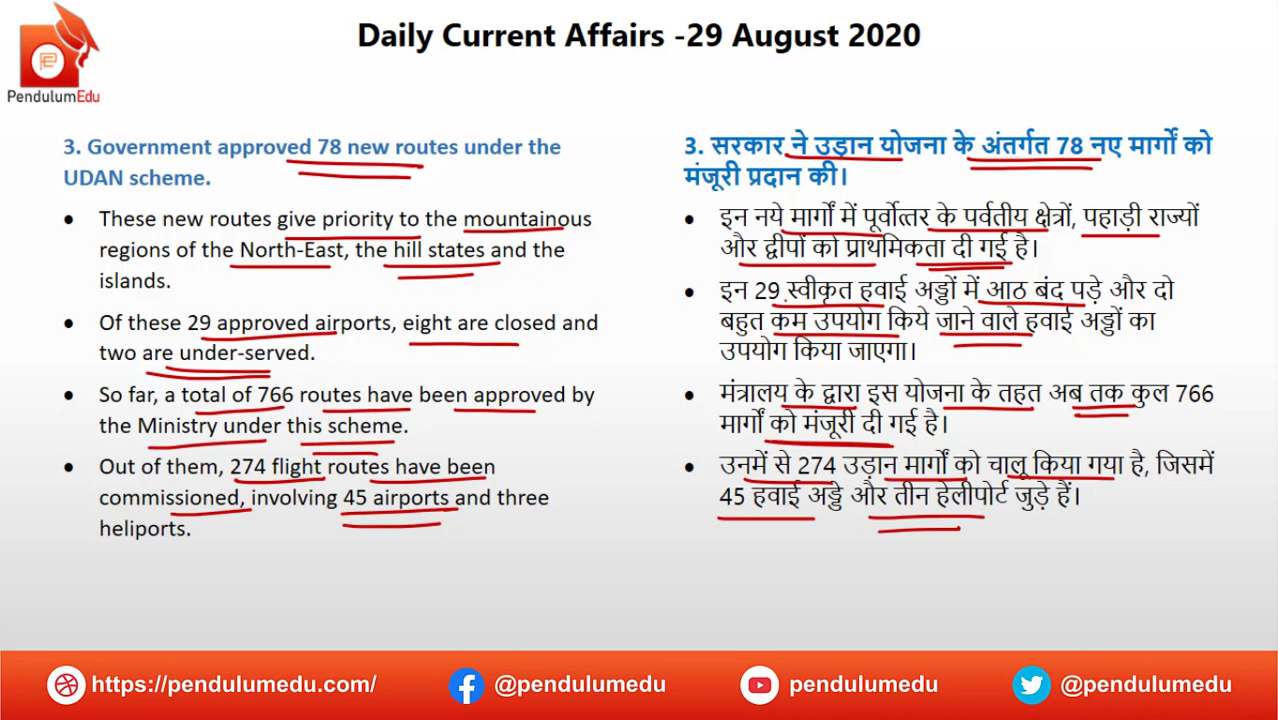 Daily Current Affairs -29 August 2020
PendulumEdu
3. Government approved 78 new routes under the
UDAN scheme.
• These new routes give priority to the mountainous
regions of the North-East, the hill states and the
islands.
• Of these 29 approved airports, eight are closed and
two are under-served.
• So far, a total of 766 routes have been approved by
the Ministry under this scheme.
• Out of them, 274 flight routes have been
commissioned, involving 45 airports and three
heliports.
3. सरकार ने उड़ान योजना के अंतर्गत 78 नए मार्गों को
मंजूरी प्रदान की।
• इन नये मार्गों में पूर्वोत्तर के पर्वतीय क्षेत्रों, पहाड़ी राज्यों
और द्वीपों को प्राथमिकता दी गई है।
• इन 29 स्वीकृत हवाई अड्डों में आठ बंद पड़े और दो
बहुत कम उपयोग किये जाने वाले हवाई अड्डों का
उपयोग किया जाएगा।
• मंत्रालय के द्वारा इस योजना के तहत अब तक कुल 766
मार्गों को मंजूरी दी गई है।
• उनमें से 274 उड़ान मार्गों को चालू किया गया है, जिसमें
45 हवाई अड्डे और तीन हेलीपोर्ट जुड़े हैं।
https://pendulumedu.com/
@pendulumedu
pendulumedu
@pendulumedu